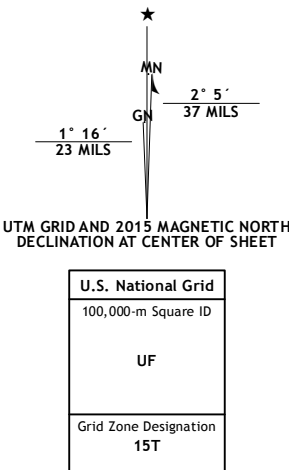 ★
MN
GN
2° 5´
37 MILS
1° 16´
23 MILS
UTM GRID AND 2015 MAGNETIC NORTH
DECLINATION AT CENTER OF SHEET
U.S. National Grid
100,000-m Square ID
UF
Grid Zone Designation
15T